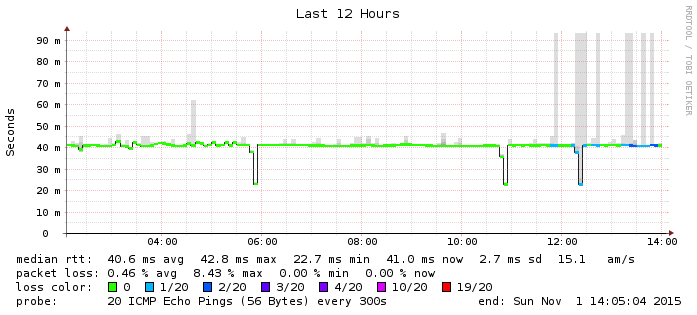 Last 12 Hours
RRDTOOL / TOBI OETIKER
Seconds
90 m
80 m
70 m
60 m
50 m
40 m
30 m
20 m
10 m
0
04:00 06:00 08:00 10:00 12:00 14:00
median rtt: 40.6 ms avg 42.8 ms max 22.7 ms min 41.0 ms now 2.7 ms sd 15.1 am/s
packet loss: 0.46 % avg 8.43 % max 0.00 % min 0.00 % now
loss color: 0 1/20 2/20 3/20 4/20 10/20 19/20
probe: 20 ICMP Echo Pings (56 Bytes) every 300s end: Sun Nov 1 14:05:04 2015